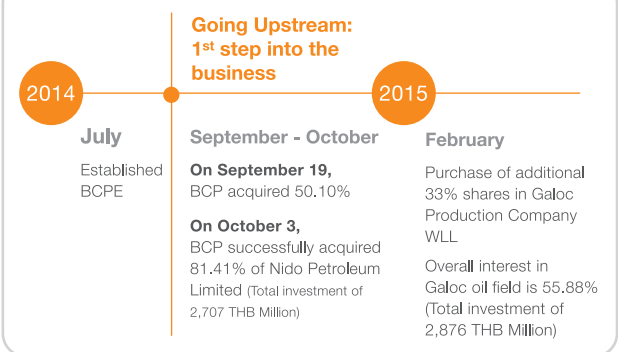 Going Upstream:
1st step into the
business
2014
2015
July
Established
BCPE
September - October
On September 19,
BCP acquired 50.10%
On October 3,
BCP successfully acquired
81.41% of Nido Petroleum
Limited (Total investment of
2,707 THB Million)
February
Purchase of additional
33% shares in Galoc
Production Company
WLL
Overall interest in
Galoc oil field is 55.88%
(Total investment of
2,876 THB Million)